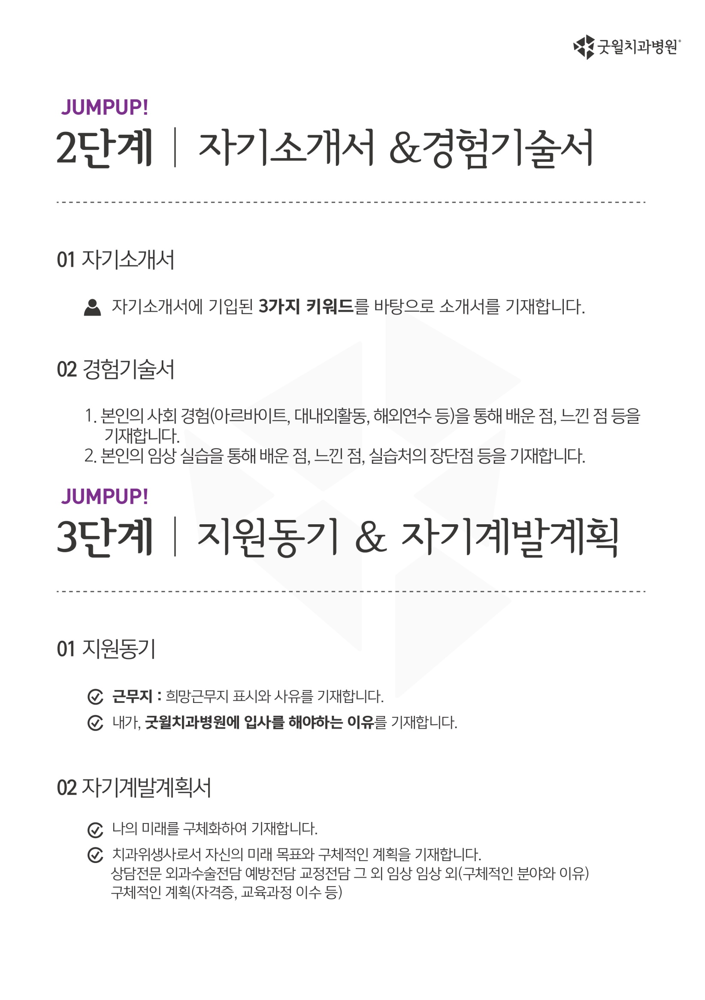 굿윌치과병원®
JUMPUP!
2단계 | 자기소개서 &경험기술서
01 자기소개서
자기소개서에 기입된 3가지 키워드를 바탕으로 소개서를 기재합니다.
02 경험기술서
1. 본인의 사회 경험(아르바이트, 대내외활동, 해외연수 등)을 통해 배운 점, 느낀 점 등을
기재합니다.
2. 본인의 임상 실습을 통해 배운 점, 느낀 점, 실습처의 장단점 등을 기재합니다.
JUMPUP!
3단계 | 지원동기 & 자기계발계획
01 지원동기
근무지 : 희망근무지 표시와 사유를 기재합니다.
내가, 굿윌치과병원에 입사를 해야하는 이유를 기재합니다.
02 자기계발계획서
나의 미래를 구체화하여 기재합니다.
치과위생사로서 자신의 미래 목표와 구체적인 계획을 기재합니다.
상담전문 외과수술전담 예방전담 교정전담 그 외 임상 임상 외(구체적인 분야와 이유)
구체적인 계획(자격증, 교육과정 이수 등)